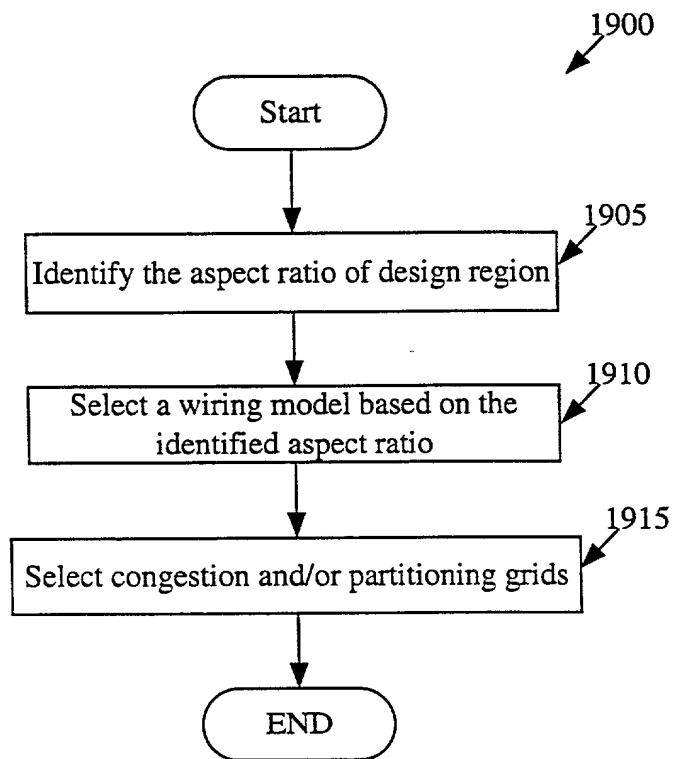 1900
Start
1905
Identify the aspect ratio of design region
1910
Select a wiring model based on the
identified aspect ratio
1915
Select congestion and/or partitioning grids
END